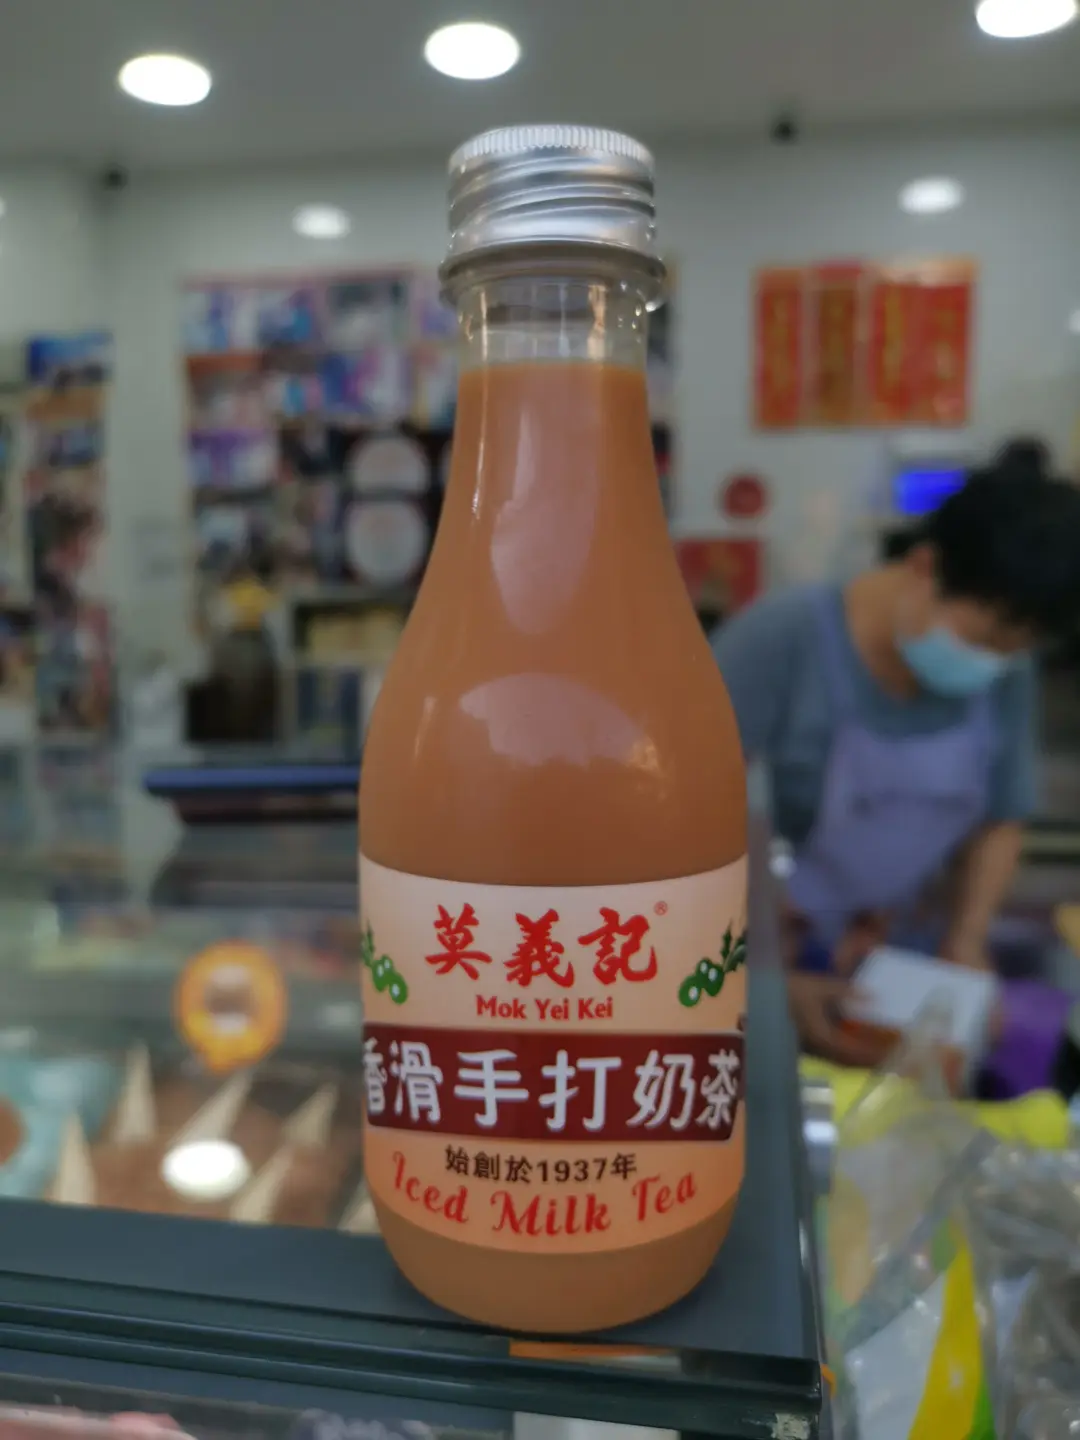 莫義記®
Mok Yei Kei
香滑手打奶茶
始創於1937年
Iced Milk Tea